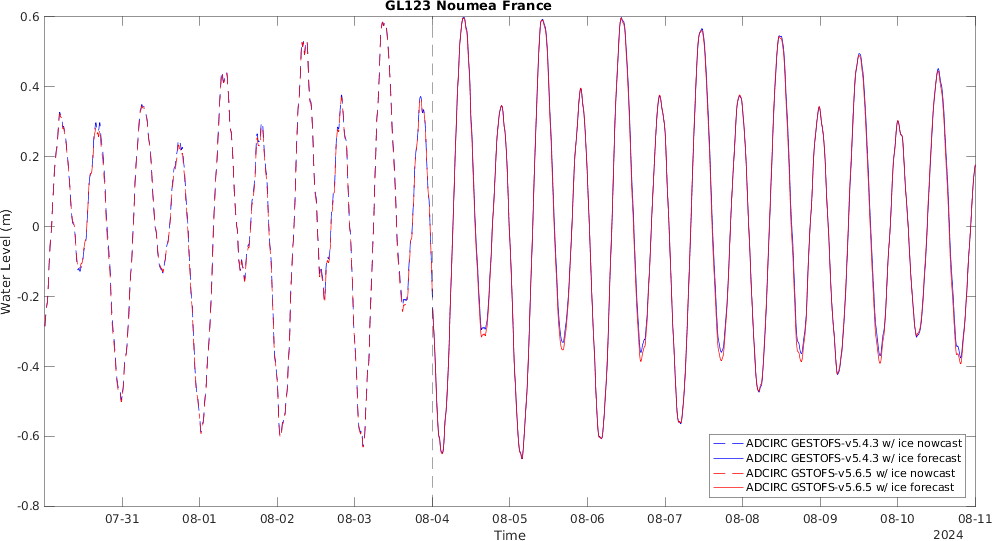 GL123 Noumea France
0.6
0.4
0.2
0
-0.2
-0.4
-0.6
-0.8
Water Level (m)
07-31 08-01 08-02 08-03 08-04 08-05 08-06 08-07 08-08 08-09 08-10 08-11
Time
2024
ADCIRC GESTOFS-v5.4.3 w/ ice nowcast
ADCIRC GESTOFS-v5.4.3 w/ ice forecast
ADCIRC GSTOFS-v5.6.5 w/ ice nowcast
ADCIRC GSTOFS-v5.6.5 w/ ice forecast